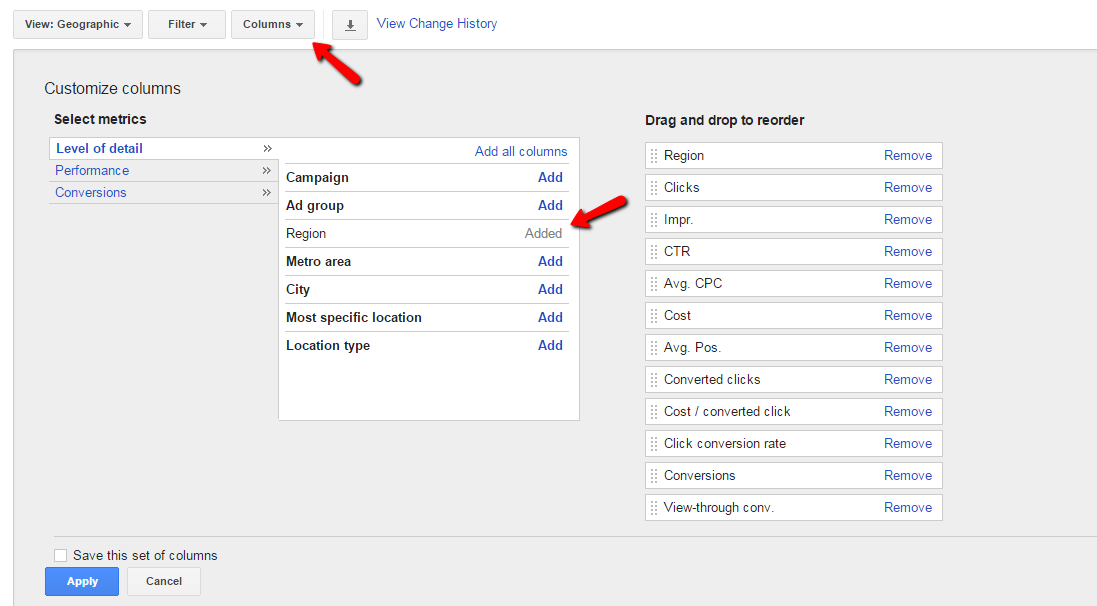 View: Geographic
Filter
Columns
View Change History
Customize columns
Select metrics
Level of detail »
Performance »
Conversions »
Add all columns
Campaign Add
Ad group Add
Region Added
Metro area Add
City Add
Most specific location Add
Location type Add
Drag and drop to reorder
Region Remove
Clicks Remove
Impr. Remove
CTR Remove
Avg. CPC Remove
Cost Remove
Avg. Pos. Remove
Converted clicks Remove
Cost / converted click Remove
Click conversion rate Remove
Conversions Remove
View-through conv. Remove
Save this set of columns
Apply
Cancel